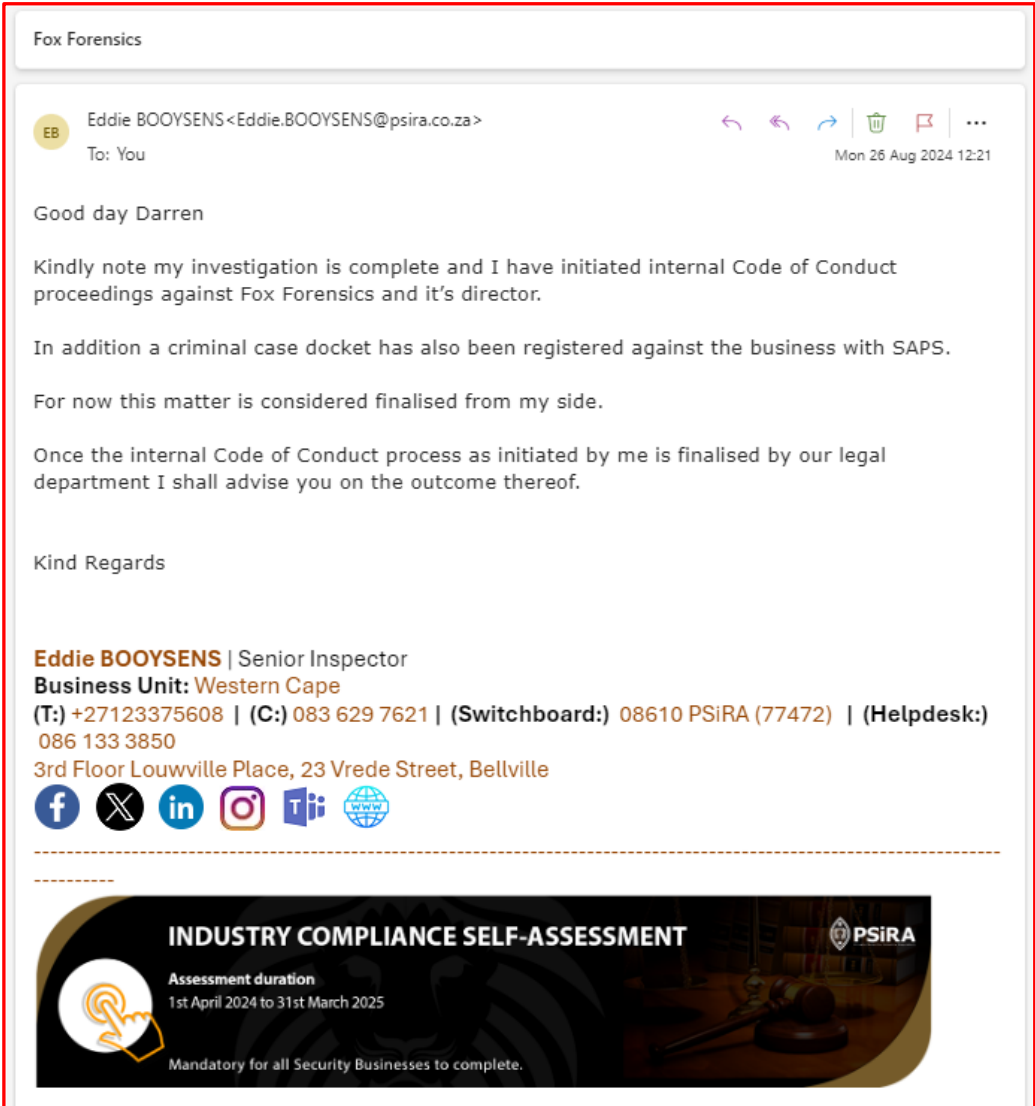 Fox Forensics
EB
Eddie BOOYSENS<Eddie.BOOYSENS@psira.co.za>
To: You
Mon 26 Aug 2024 12:21
Good day Darren
Kindly note my investigation is complete and I have initiated internal Code of Conduct
proceedings against Fox Forensics and it’s director.
In addition a criminal case docket has also been registered against the business with SAPS.
For now this matter is considered finalised from my side.
Once the internal Code of Conduct process as initiated by me is finalised by our legal
department I shall advise you on the outcome thereof.
Kind Regards
Eddie BOOYSENS | Senior Inspector
Business Unit: Western Cape
(T:) +27123375608 | (C:) 083 629 7621 | (Switchboard:) 08610 PSiRA (77472) | (Helpdesk:)
086 133 3850
3rd Floor Louwville Place, 23 Vrede Street, Bellville
f X in T WWW
--------------------------------------------------------------------------------------------------------------
----------
INDUSTRY COMPLIANCE SELF-ASSESSMENT
PSiRA
Assessment duration
1st April 2024 to 31st March 2025
Mandatory for all Security Businesses to complete.